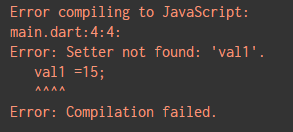 Error compiling to JavaScript:
main.dart:4:4:
Error: Setter not found: 'val1'.
   val1 =15;
   ^^^^
Error: Compilation failed.